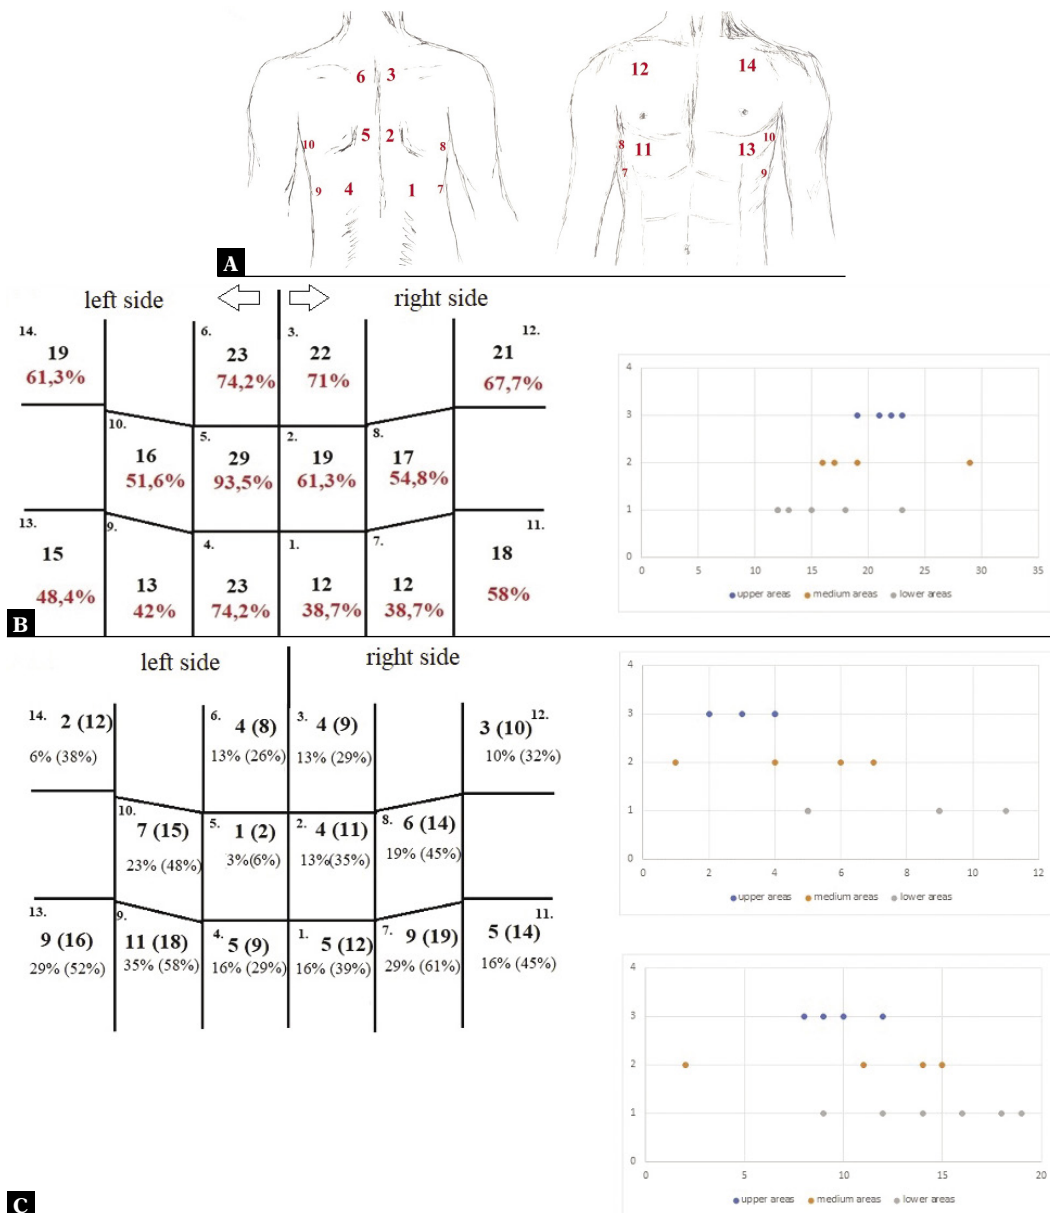 6 3
12 14
5 2
10 8
8 11 13 10
7 9
9 4 1 7
A
left side right side
14. 6. 3. 12.
19 23 22 21
61,3% 74,2% 71% 67,7%
10. 5. 2. 8.
16 29 19 17
51,6% 93,5% 61,3% 54,8%
13. 9. 4. 1. 7. 11.
15 13 23 12 12 18
48,4% 42% 74,2% 38,7% 38,7% 58%
B
4
3
2
1
0
0 5 10 15 20 25 30 35
upper areas medium areas lower areas
left side right side
14. 2 (12) 6. 4 (8) 3. 4 (9) 3 (10) 12.
6% (38%) 13% (26%) 13% (29%) 10% (32%)
10. 7 (15) 5. 1 (2) 2. 4 (11) 8. 6 (14)
23% (48%) 3%(6%) 13%(35%) 19% (45%)
13. 9. 4. 1. 7. 11.
9 (16) 11 (18) 5 (9) 5 (12) 9 (19) 5 (14)
29% (52%) 35% (58%) 16% (29%) 16% (39%) 29% (61%) 16% (45%)
4
3
2
1
0
0 2 4 6 8 10 12
upper areas medium areas lower areas
4
3
2
1
0
0 5 10 15 20
upper areas medium areas lower areas
C